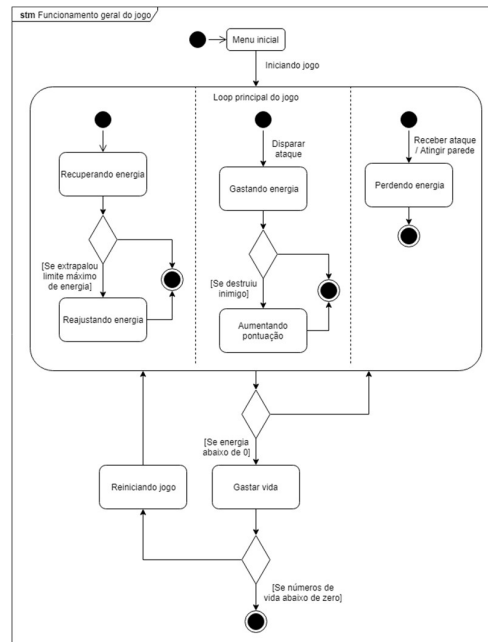 stm Funcionamento geral do jogo
Menu inicial
Iniciando jogo
Loop principal do jogo
Recuperando energia
[Se extrapalou
limite máximo
de energia]
Reajustando energia
Disparar
ataque
Gastando energia
[Se destruiu
inimigo]
Aumentando
pontuação
Receber ataque
/ Atingir parede
Perdendo energia
[Se energia
abaixo de 0]
Reiniciando jogo
Gastar vida
[Se números de
vida abaixo de zero]